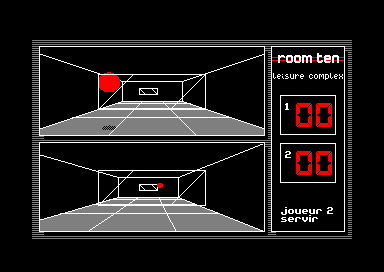 room ten
leisure complex
1 00
2 00
joueur 2
servir